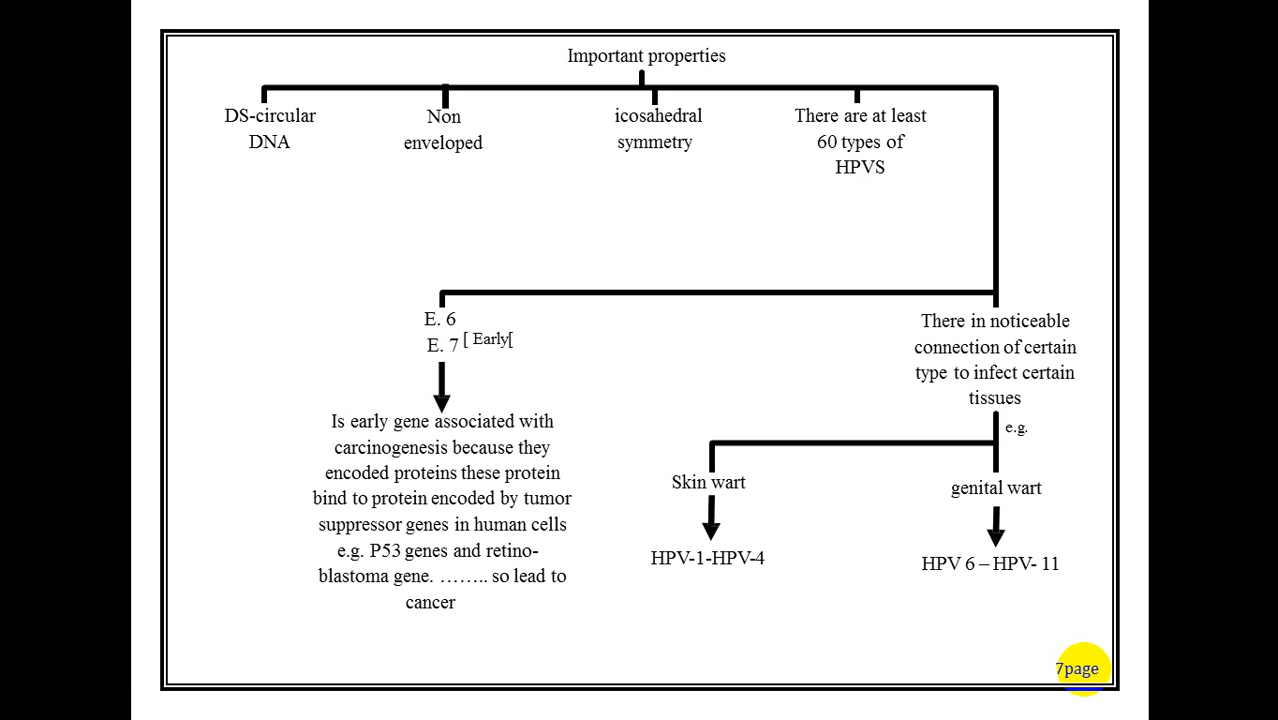 Important properties
DS-circular
DNA
Non
enveloped
icosahedral
symmetry
There are at least
60 types of
HPVS
E. 6
E. 7 [ Early[
Is early gene associated with
carcinogenesis because they
encoded proteins these protein
bind to protein encoded by tumor
suppressor genes in human cells
e.g. P53 genes and retino-
blastoma gene. …….. so lead to
cancer
There in noticeable
connection of certain
type to infect certain
tissues
e.g.
Skin wart
HPV-1-HPV-4
genital wart
HPV 6 – HPV- 11
7page